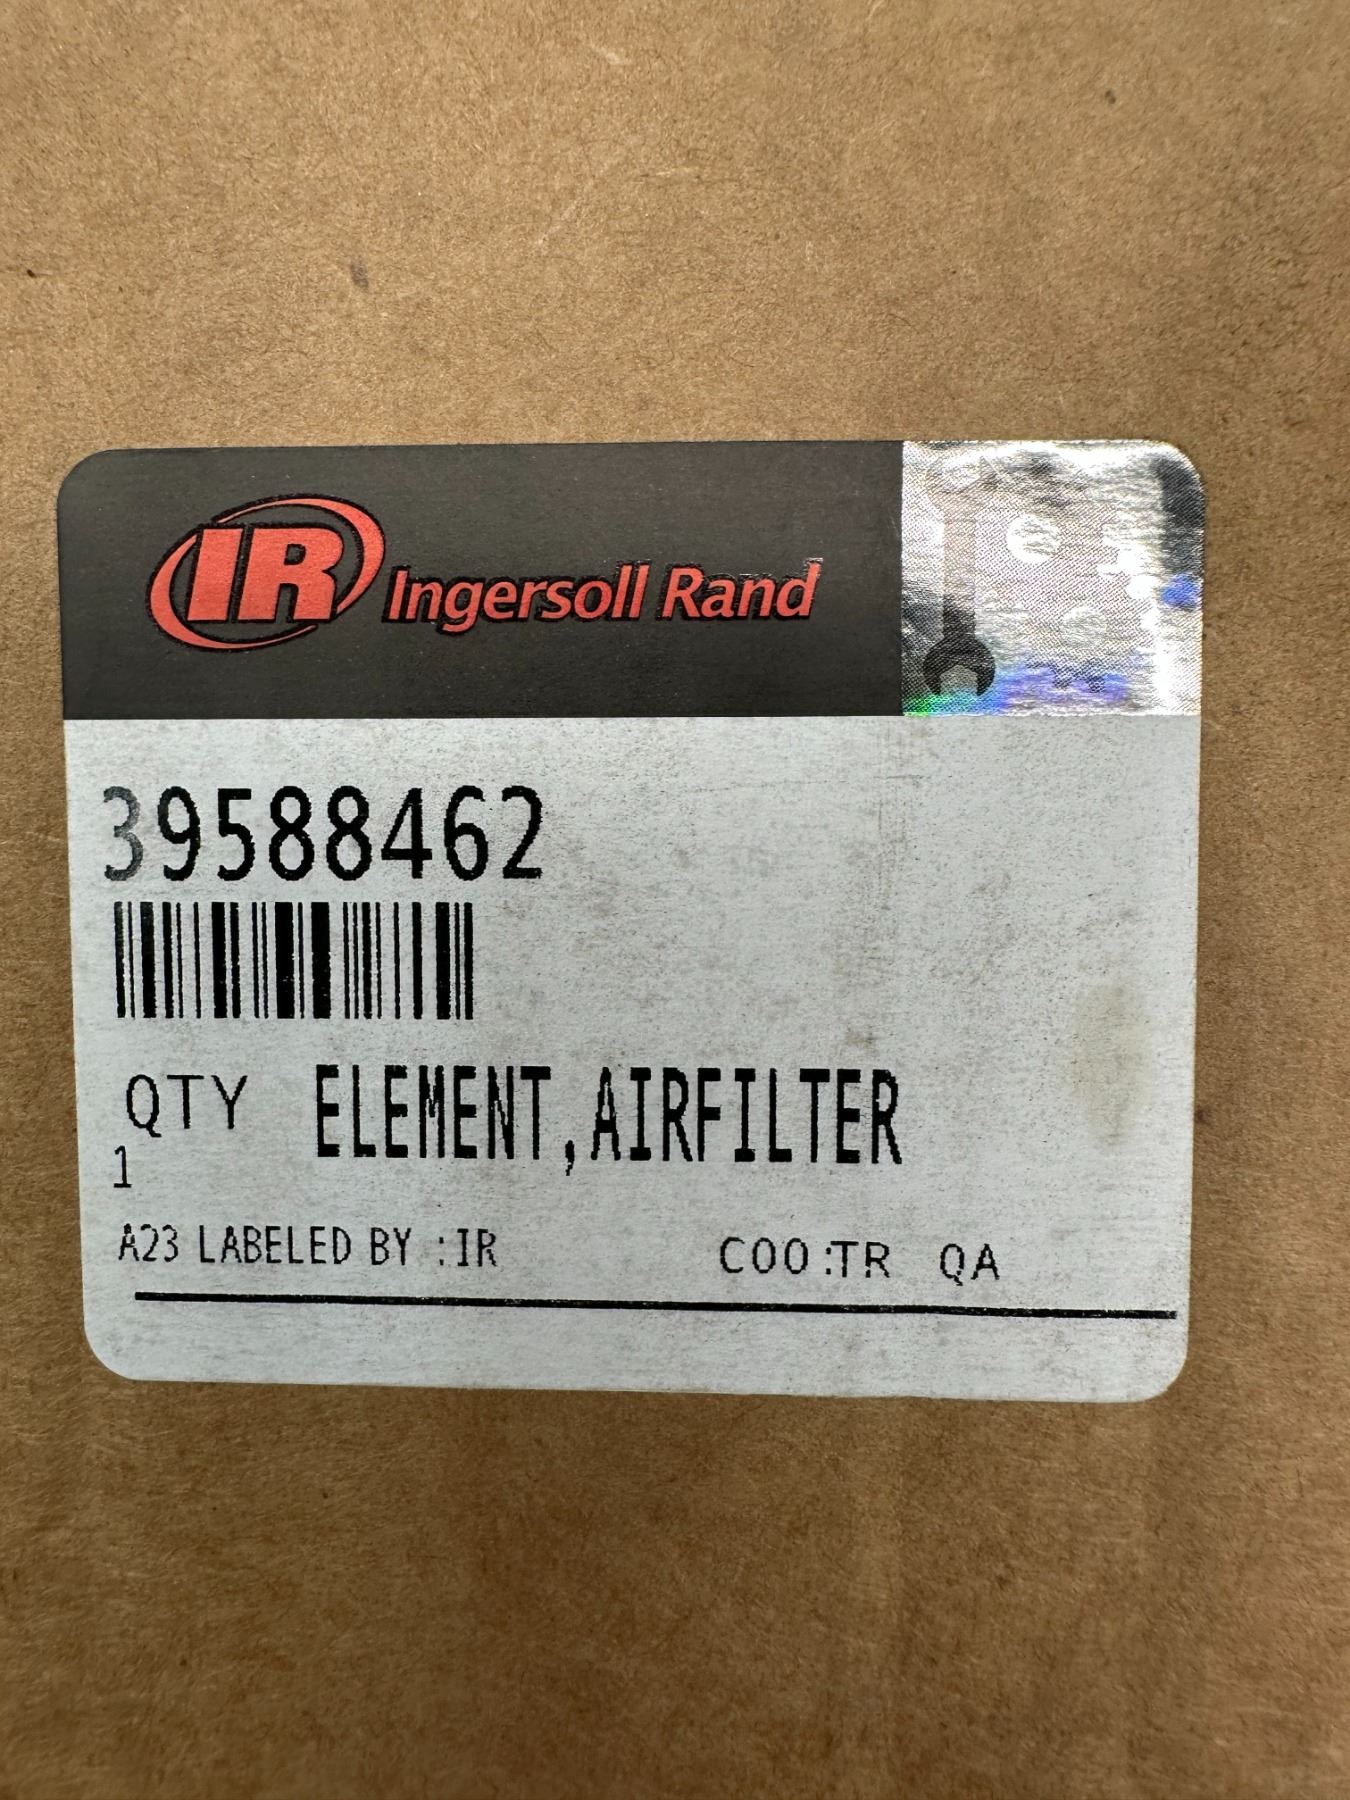 IR Ingersoll Rand
39588462
QTY ELEMENT,AIRFILTER
1
A23 LABELED BY :IR COO:TR QA